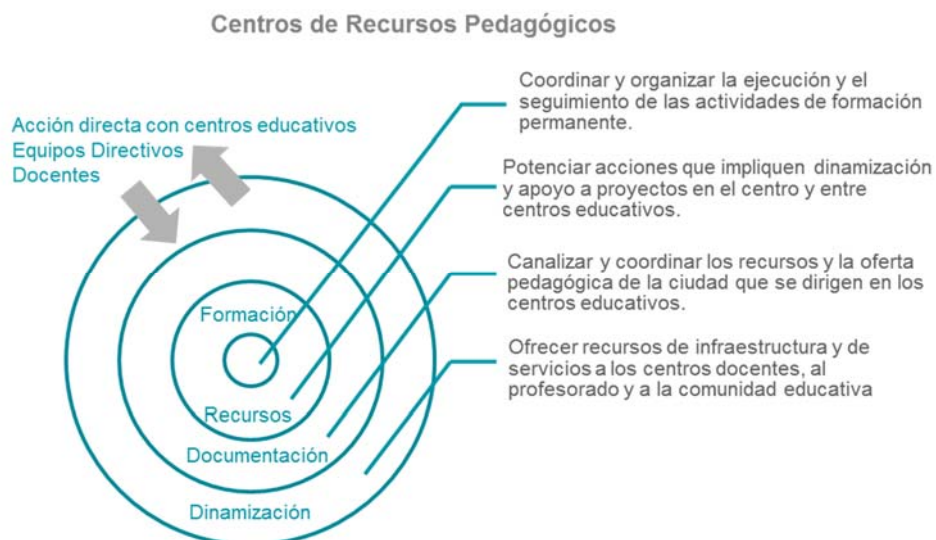 Centros de Recursos Pedagógicos
Acción directa con centros educativos
Equipos Directivos
Docentes
Coordinar y organizar la ejecución y el
seguimiento de las actividades de formación
permanente.
Potenciar acciones que impliquen dinamización
y apoyo a proyectos en el centro y entre
centros educativos.
Canalizar y coordinar los recursos y la oferta
pedagógica de la ciudad que se dirigen en los
centros educativos.
Ofrecer recursos de infraestructura y de
servicios a los centros docentes, al
profesorado y a la comunidad educativa
Formación
Recursos
Documentación
Dinamización